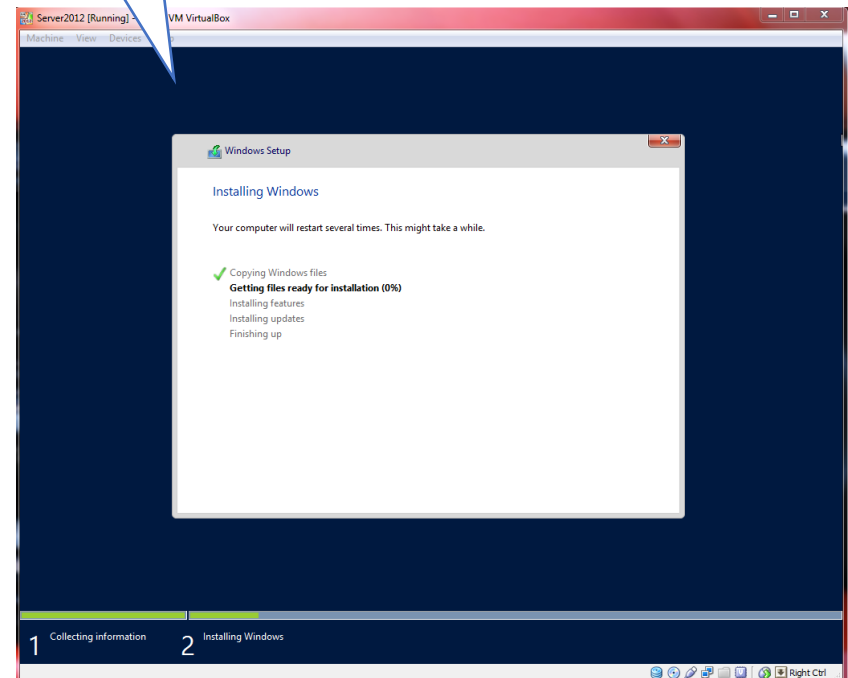 Server2012 [Running] - VM VirtualBox
Machine View Devices
Windows Setup
Installing Windows
Your computer will restart several times. This might take a while.
Copying Windows files
Getting files ready for installation (0%)
Installing features
Installing updates
Finishing up
1 Collecting information 2 Installing Windows
Right Ctrl